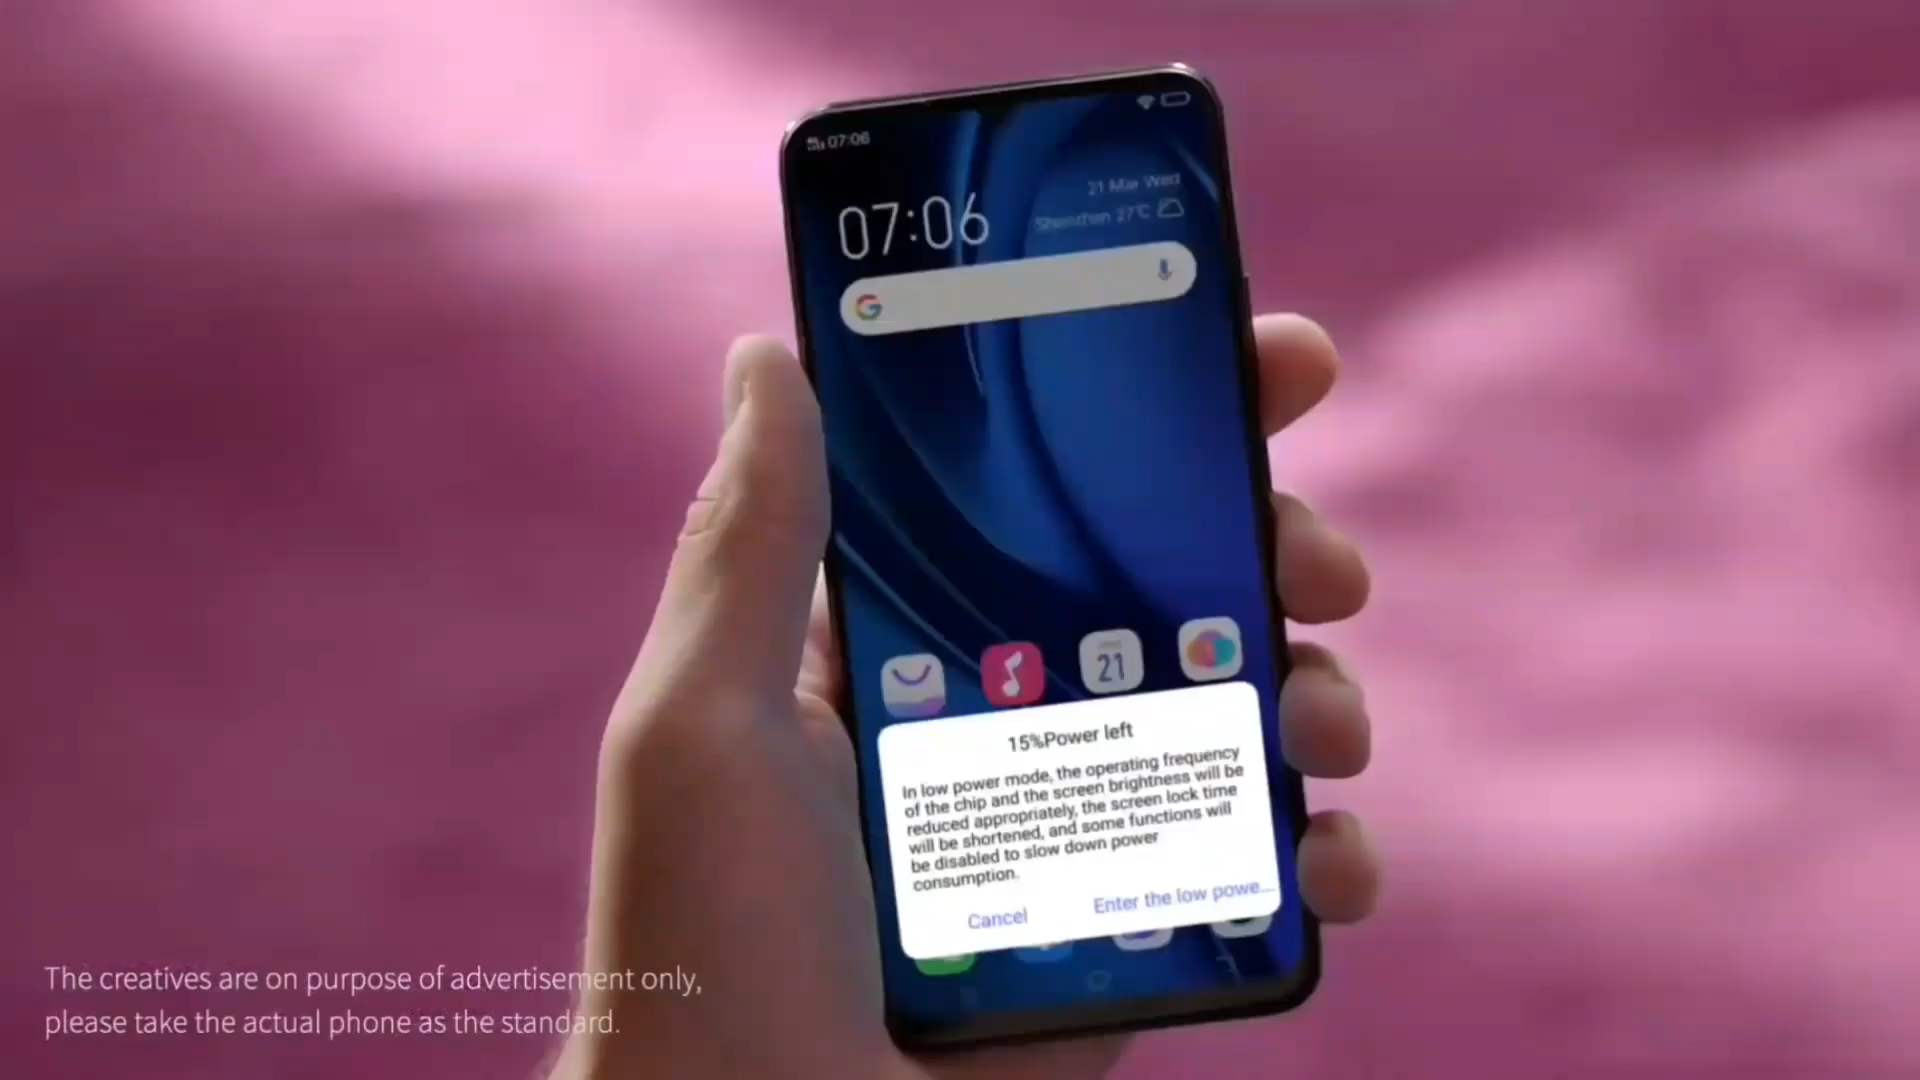 07:06
21 Mar Wed
07:06
Shenzhen 27°C
G
21
15%Power left
In low power mode, the operating frequency
of the chip and the screen brightness will be
reduced appropriately, the screen lock time
will be shortened, and some functions will
be disabled to slow down power
consumption.
Cancel
Enter the low powe...
The creatives are on purpose of advertisement only,
please take the actual phone as the standard.